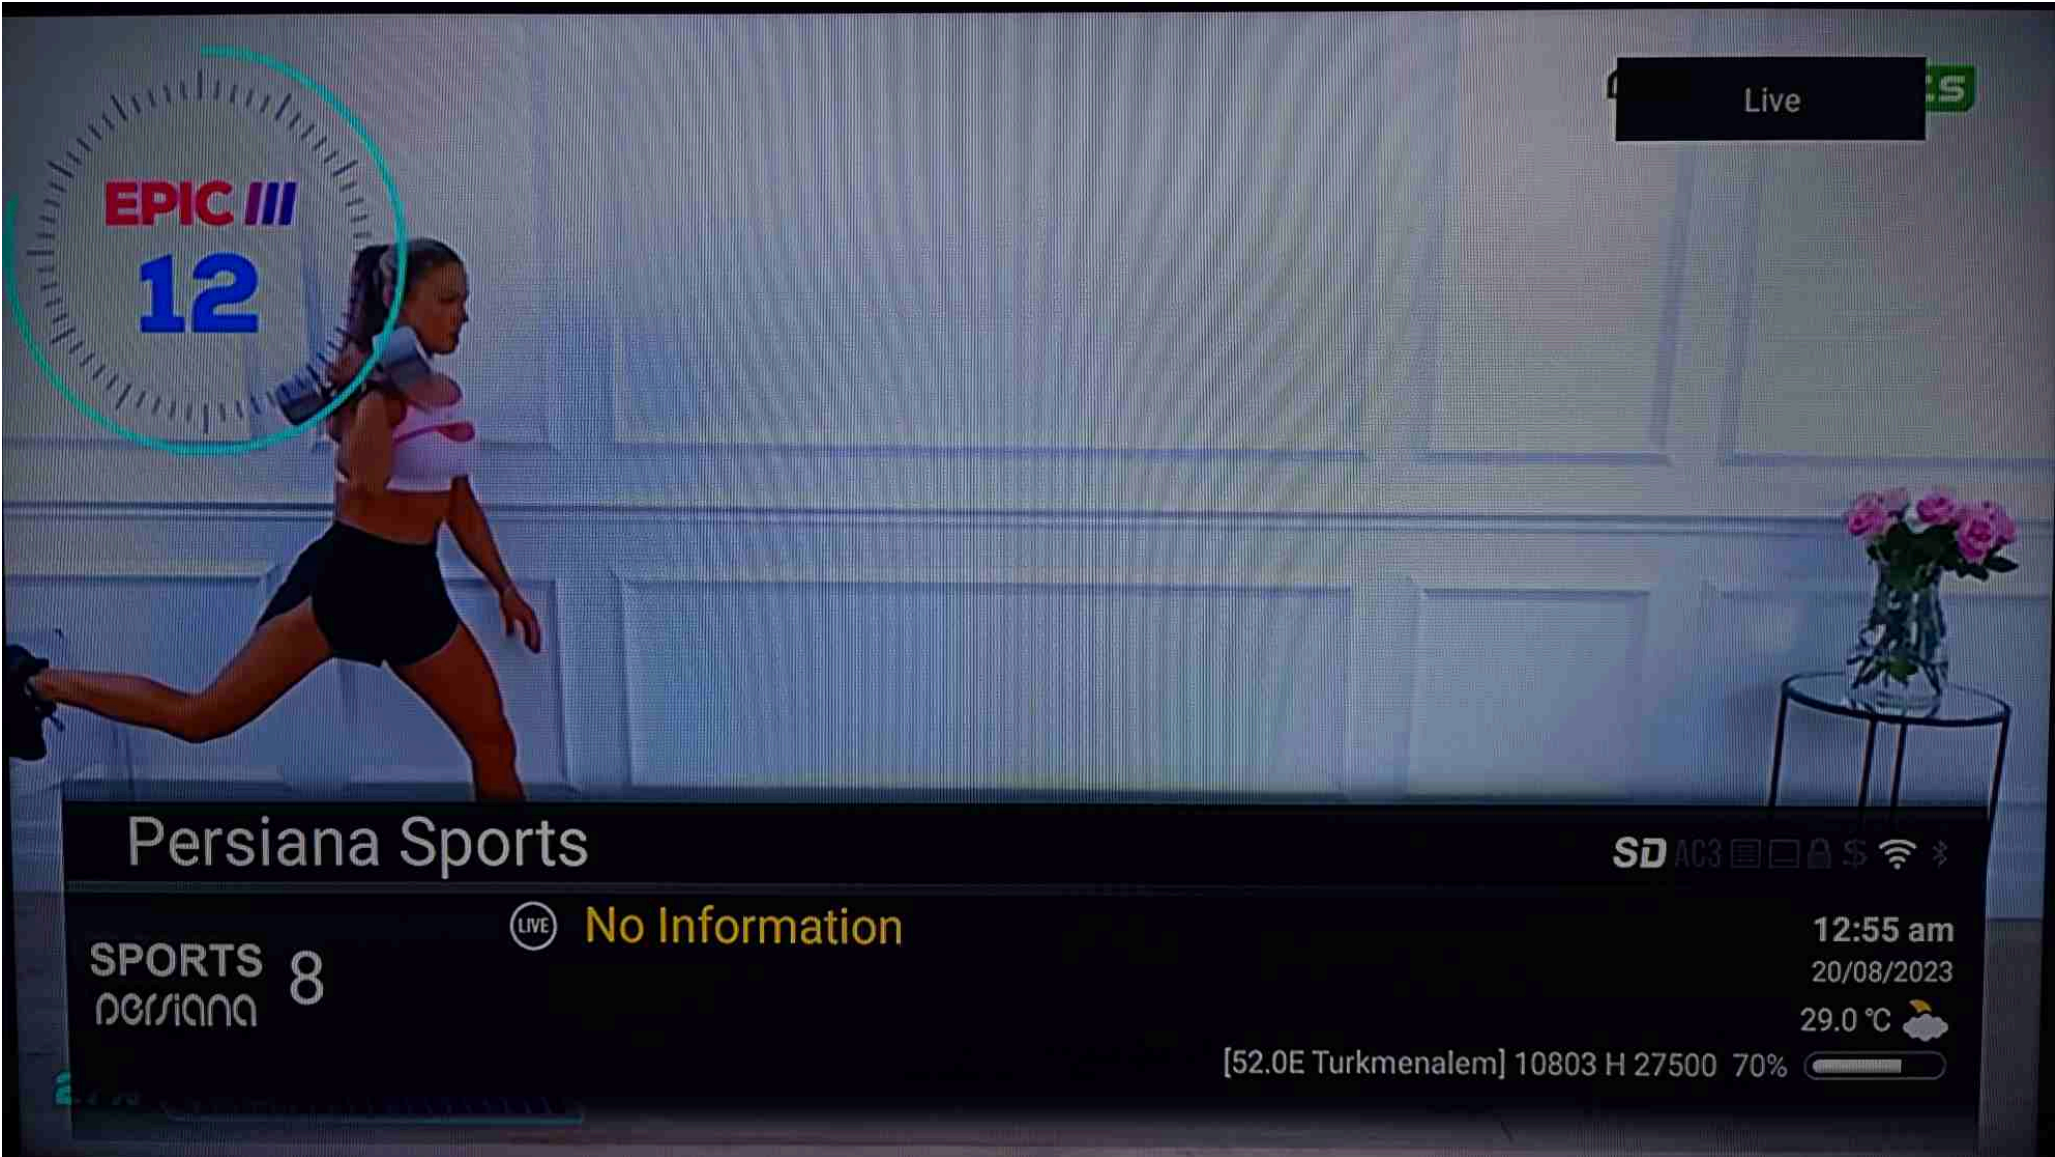 EPIC III
12
Live
Persiana Sports
SD AC3
LIVE No Information
SPORTS
persiana
8
12:55 am
20/08/2023
29.0 °C
[52.0E Turkmenalem] 10803 H 27500 70%